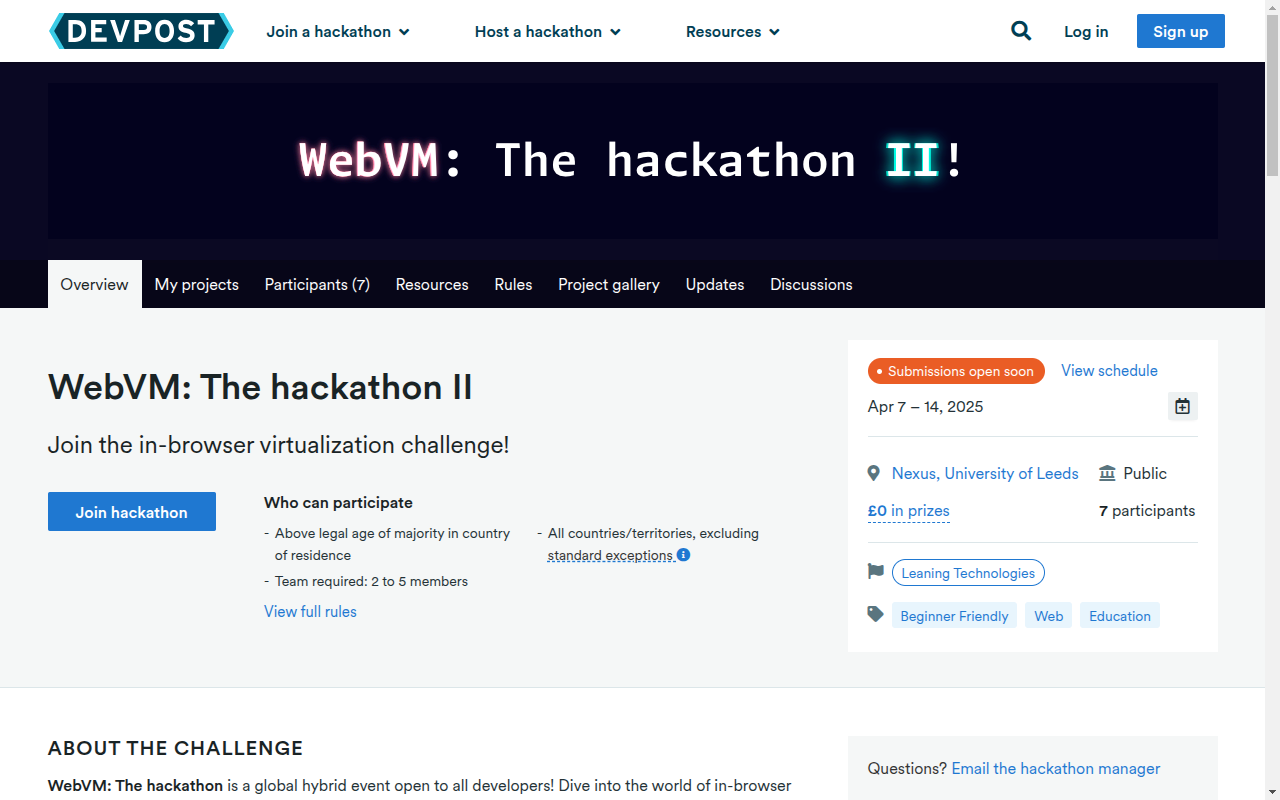 DEVPOST Join a hackathon Host a hackathon Resources Log in Sign up
WebVM: The hackathon II!
Overview My projects Participants (7) Resources Rules Project gallery Updates Discussions
WebVM: The hackathon II
Join the in-browser virtualization challenge!
Join hackathon
Who can participate
- Above legal age of majority in country
of residence
- Team required: 2 to 5 members
- All countries/territories, excluding
standard exceptions
View full rules
Submissions open soon View schedule
Apr 7 – 14, 2025
Nexus, University of Leeds Public
£0 in prizes 7 participants
Leaning Technologies
Beginner Friendly Web Education
ABOUT THE CHALLENGE
WebVM: The hackathon is a global hybrid event open to all developers! Dive into the world of in-browser
Questions? Email the hackathon manager